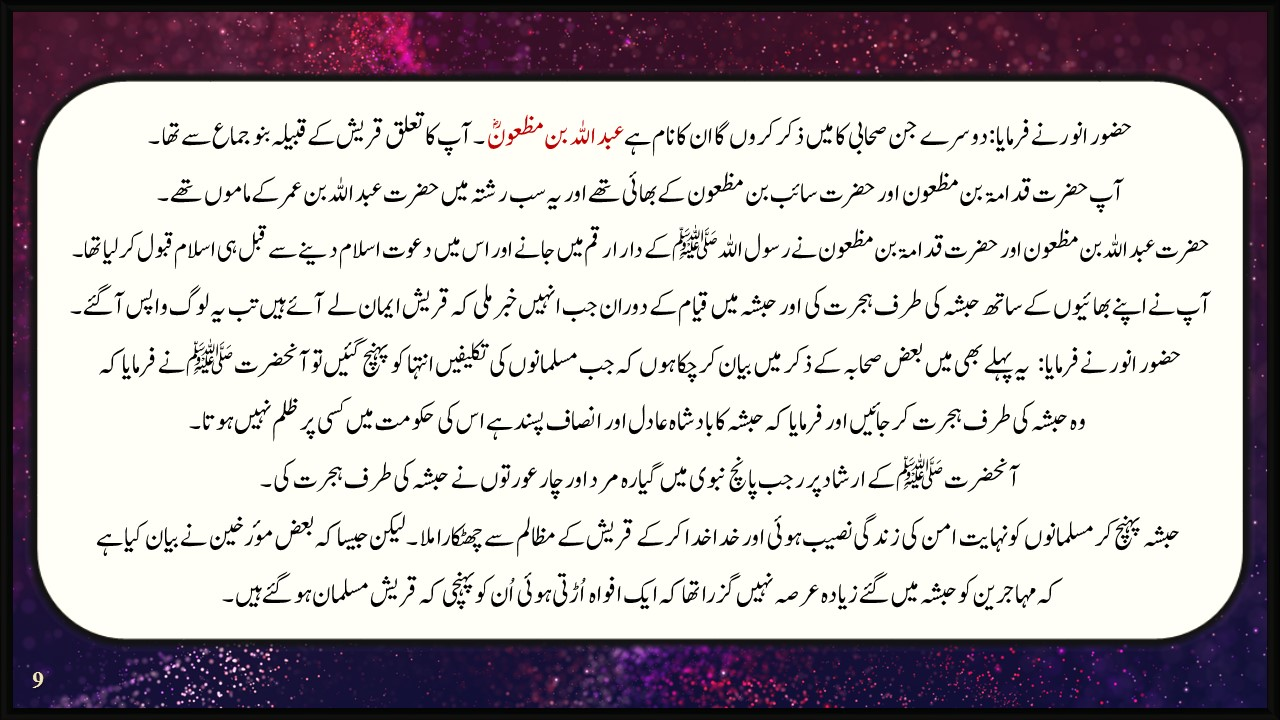 حضور انور نے فرمایا: دوسرے جن صحابی کا میں ذکر کروں گا ان کا نام ہے عبد اللہ بن مظعونؓ۔ آپ کا تعلق قریش کے قبیلہ بنو جماع سے تھا۔
آپ حضرت قدامۃ بن مظعون اور حضرت سائب بن مظعون کے بھائی تھے اور یہ سب رشتہ میں حضرت عبد اللہ بن عمر کے ماموں تھے۔
حضرت عبد اللہ بن مظعون اور حضرت قدامۃ بن مظعون نے رسول اللہ ﷺ کے دار ارقم میں جانے اور اس میں دعوت اسلام دینے سے قبل ہی اسلام قبول کر لیا تھا۔
آپ نے اپنے بھائیوں کے ساتھ حبشہ کی طرف ہجرت کی اور حبشہ میں قیام کے دوران جب انہیں خبر ملی کہ قریش ایمان لے آئے ہیں تب یہ لوگ واپس آ گئے۔
حضور انور نے فرمایا: یہ پہلے بھی میں بعض صحابہ کے ذکر میں بیان کر چکا ہوں کہ جب مسلمانوں کی تکلیفیں انتہا کو پہنچ گئیں تو آنحضرت ﷺ نے فرمایا کہ
وہ حبشہ کی طرف ہجرت کر جائیں اور فرمایا کہ حبشہ کا بادشاہ عادل اور انصاف پسند ہے اس کی حکومت میں کسی پر ظلم نہیں ہوتا۔
آنحضرت ﷺ کے ارشاد پر رجب پانچ نبوی میں گیارہ مرد اور چار عورتوں نے حبشہ کی طرف ہجرت کی۔
حبشہ پہنچ کر مسلمانوں کو نہایت امن کی زندگی نصیب ہوئی اور خدا خدا کر کے قریش کے مظالم سے چھٹکارا ملا۔ لیکن جیسا کہ بعض مؤرخین نے بیان کیا ہے
کہ مہاجرین کو حبشہ میں گئے زیادہ عرصہ نہیں گزرا تھا کہ ایک افواہ اُڑتی ہوئی اُن کو پہنچی کہ قریش مسلمان ہو گئے ہیں۔
9